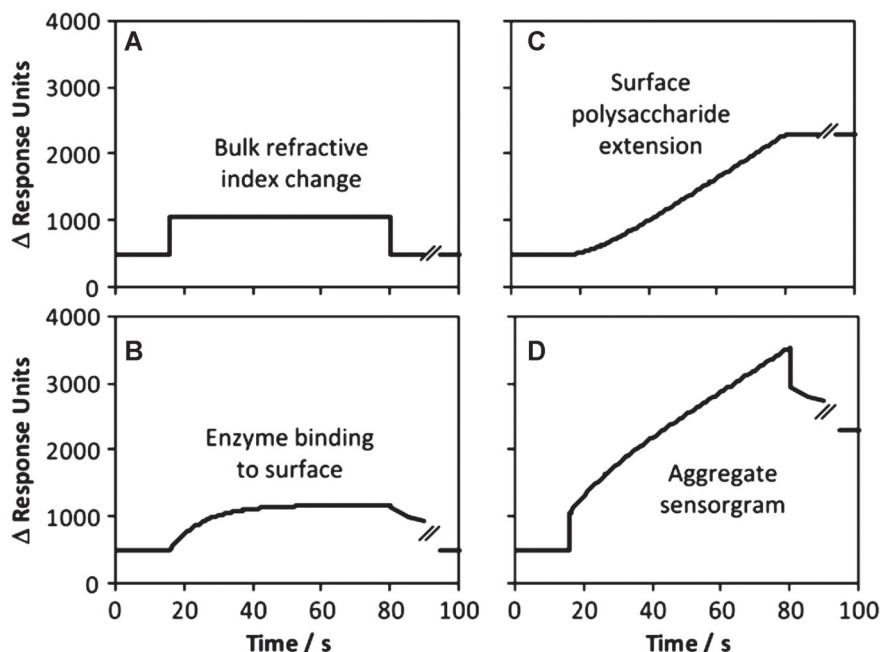 A
Δ Response Units
4000
3000
2000
1000
0
Bulk refractive
index change
C
Surface
polysaccharide
extension
B
Δ Response Units
4000
3000
2000
1000
0
Enzyme binding
to surface
0 20 40 60 80 100
Time / s
D
Aggregate
sensorgram
0 20 40 60 80 100
Time / s